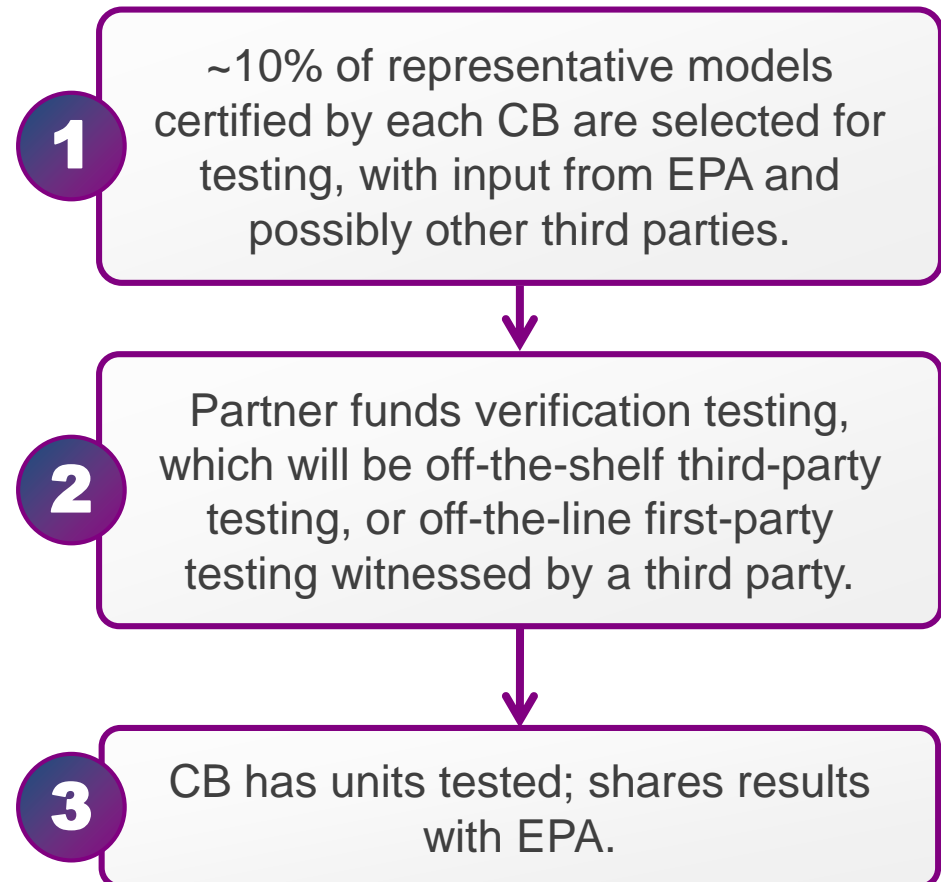 1
~10% of representative models
certified by each CB are selected for
testing, with input from EPA and
possibly other third parties.
2
Partner funds verification testing,
which will be off-the-shelf third-party
testing, or off-the-line first-party
testing witnessed by a third party.
3
CB has units tested; shares results
with EPA.